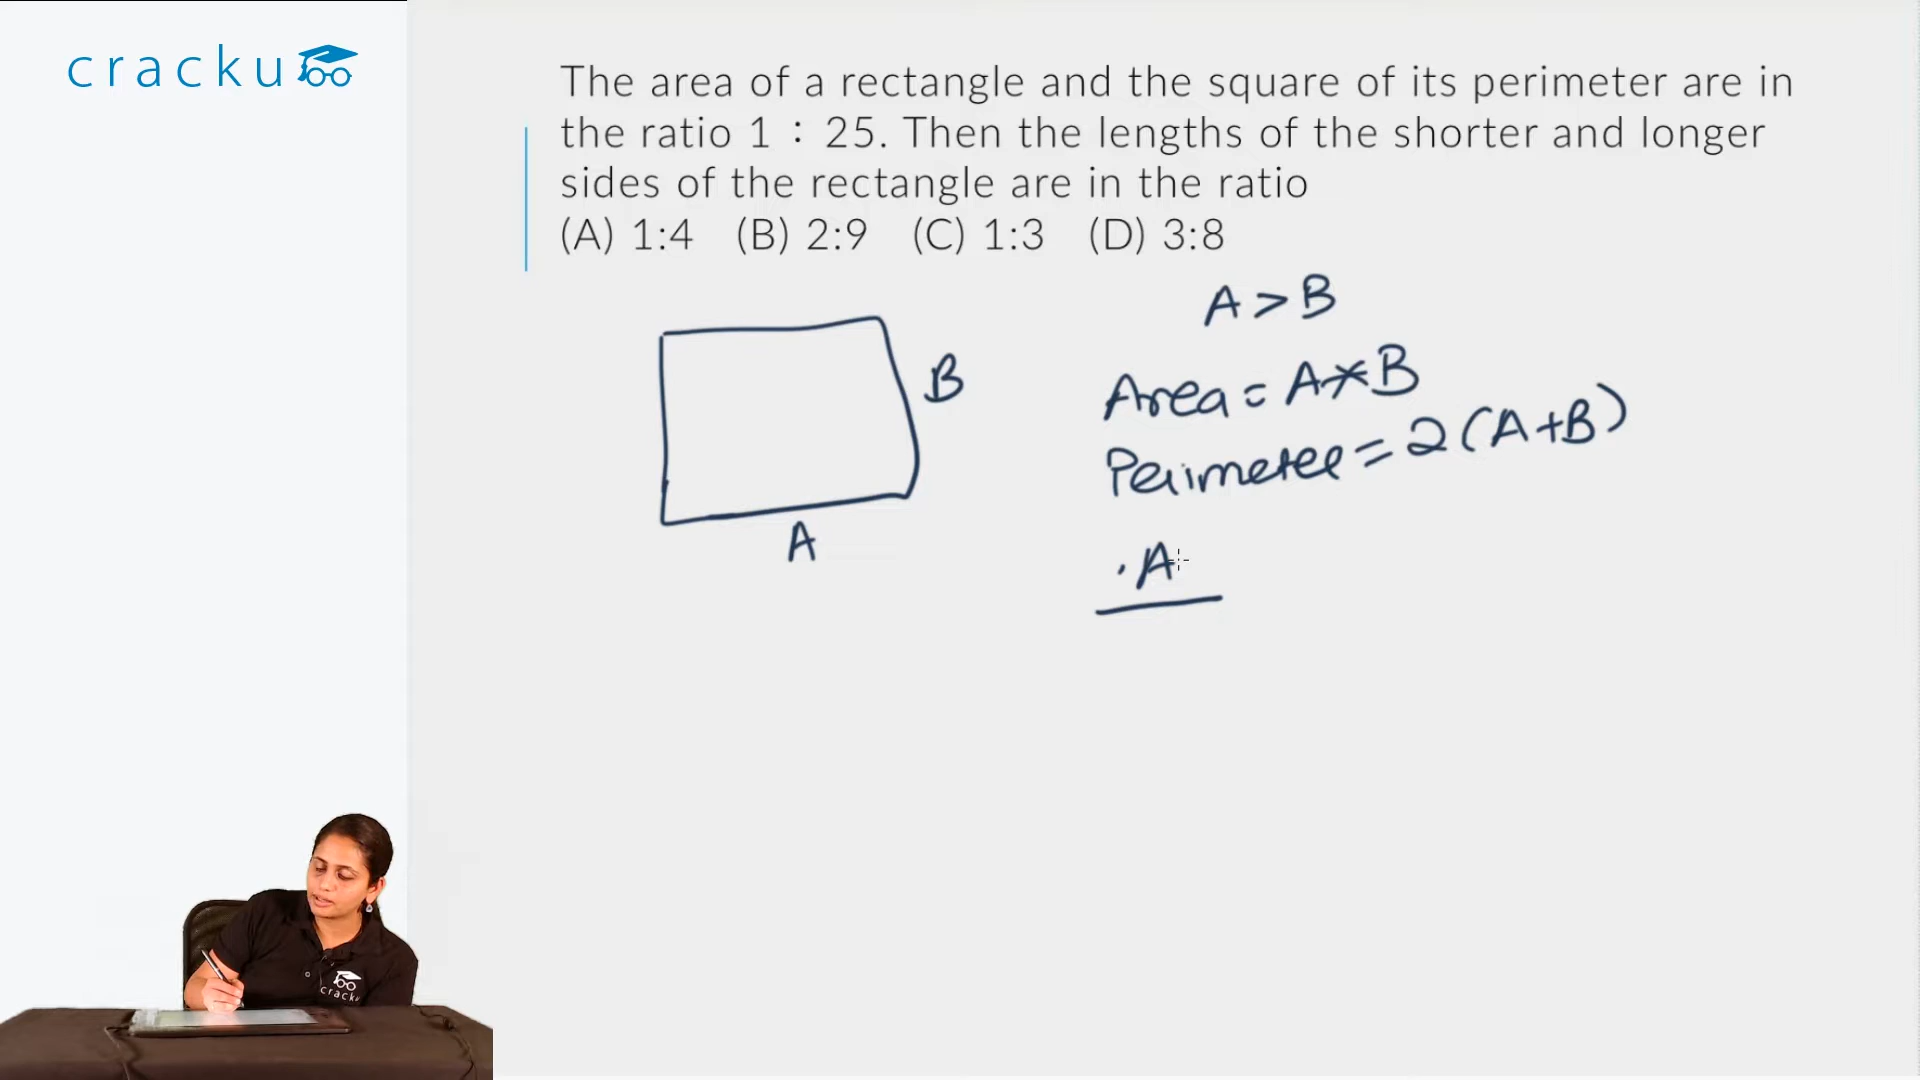 cracku
The area of a rectangle and the square of its perimeter are in
the ratio 1 : 25. Then the lengths of the shorter and longer
sides of the rectangle are in the ratio
(A) 1:4 (B) 2:9 (C) 1:3 (D) 3:8
A > B
B
Area = A*B
Perimeter = 2(A+B)
A
A
cracku